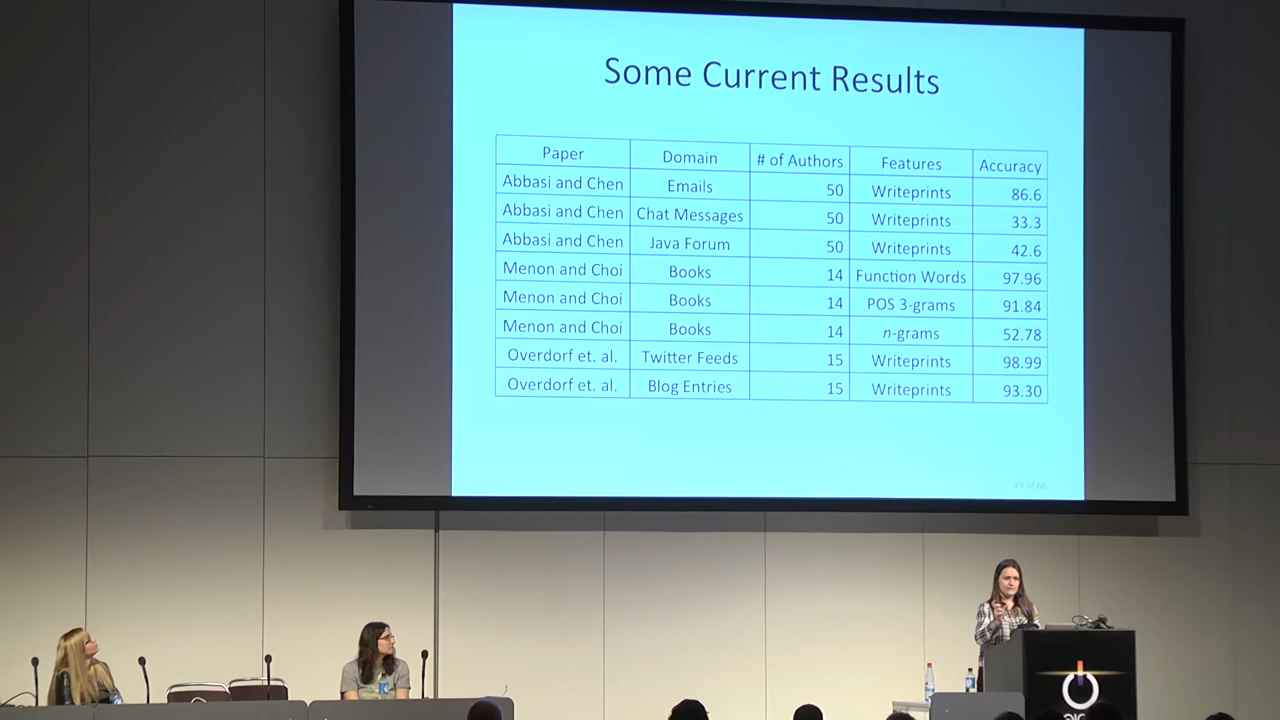 Some Current Results
Paper Domain # of Authors Features Accuracy
Abbasi and Chen Emails 50 Writeprints 86.6
Abbasi and Chen Chat Messages 50 Writeprints 33.3
Abbasi and Chen Java Forum 50 Writeprints 42.6
Menon and Choi Books 14 Function Words 97.96
Menon and Choi Books 14 POS 3-grams 91.84
Menon and Choi Books 14 n-grams 52.78
Overdorf et. al. Twitter Feeds 15 Writeprints 98.99
Overdorf et. al. Blog Entries 15 Writeprints 93.30
49 of 66